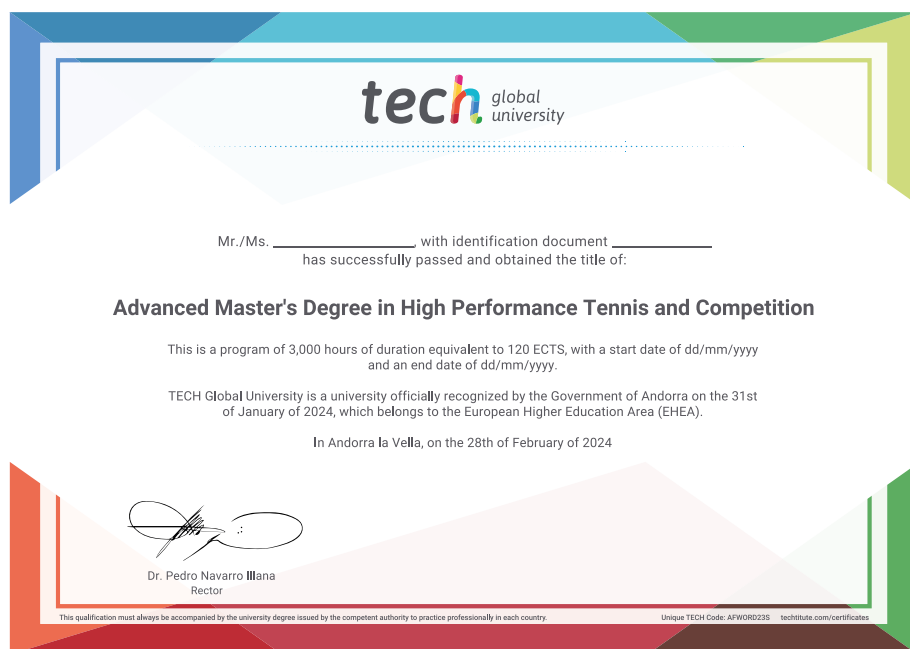 tech global
university
Mr./Ms. ____________, with identification document ____________
has successfully passed and obtained the title of:
Advanced Master's Degree in High Performance Tennis and Competition
This is a program of 3,000 hours of duration equivalent to 120 ECTS, with a start date of dd/mm/yyyy
and an end date of dd/mm/yyyy.
TECH Global University is a university officially recognized by the Government of Andorra on the 31st
of January of 2024, which belongs to the European Higher Education Area (EHEA).
In Andorra la Vella, on the 28th of February of 2024
Dr. Pedro Navarro Illana
Rector
This qualification must always be accompanied by the university degree issued by the competent authority to practice professionally in each country.
Unique TECH Code: AFWORD23S techtitute.com/certificates